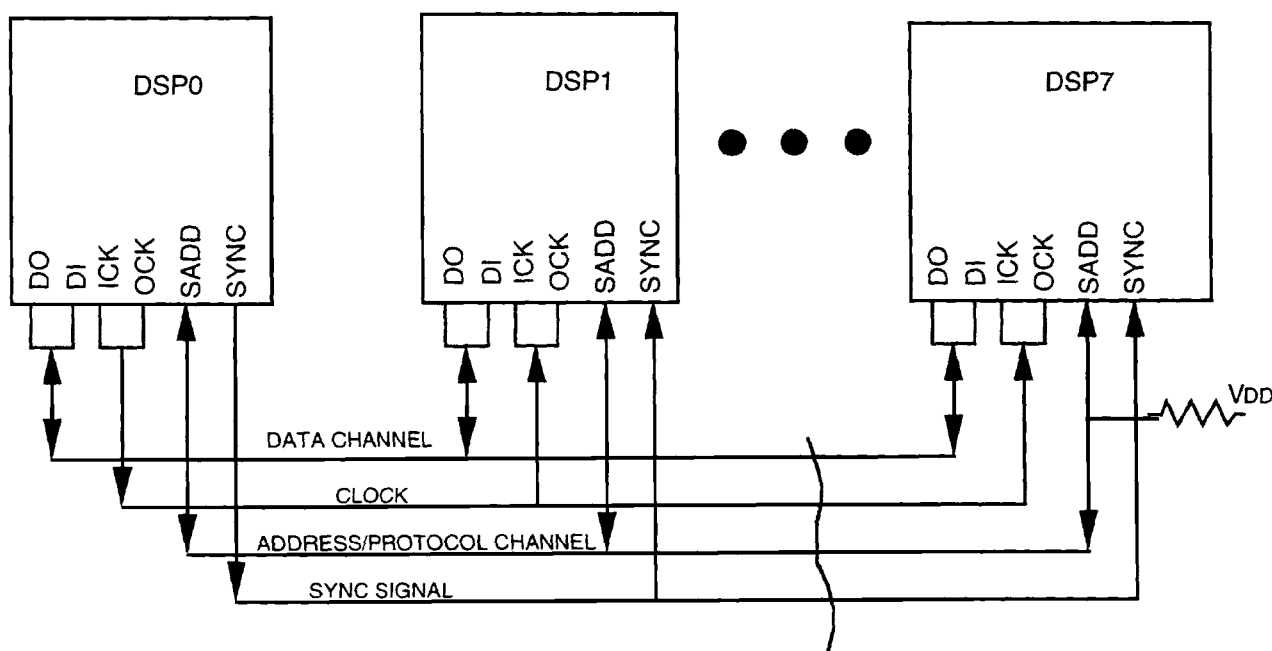 DSP0
DSP1
DSP7
DO
DI
ICK
OCK
SADD
SYNC
DO
DI
ICK
OCK
SADD
SYNC
DO
DI
ICK
OCK
SADD
SYNC
VDD
DATA CHANNEL
CLOCK
ADDRESS/PROTOCOL CHANNEL
SYNC SIGNAL